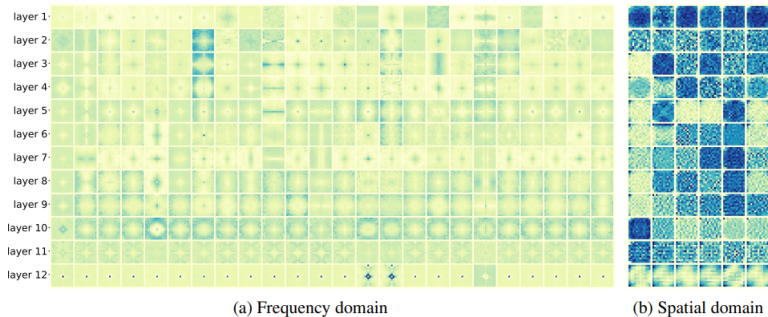 layer 1
layer 2
layer 3
layer 4
layer 5
layer 6
layer 7
layer 8
layer 9
layer 10
layer 11
layer 12
(a) Frequency domain
(b) Spatial domain